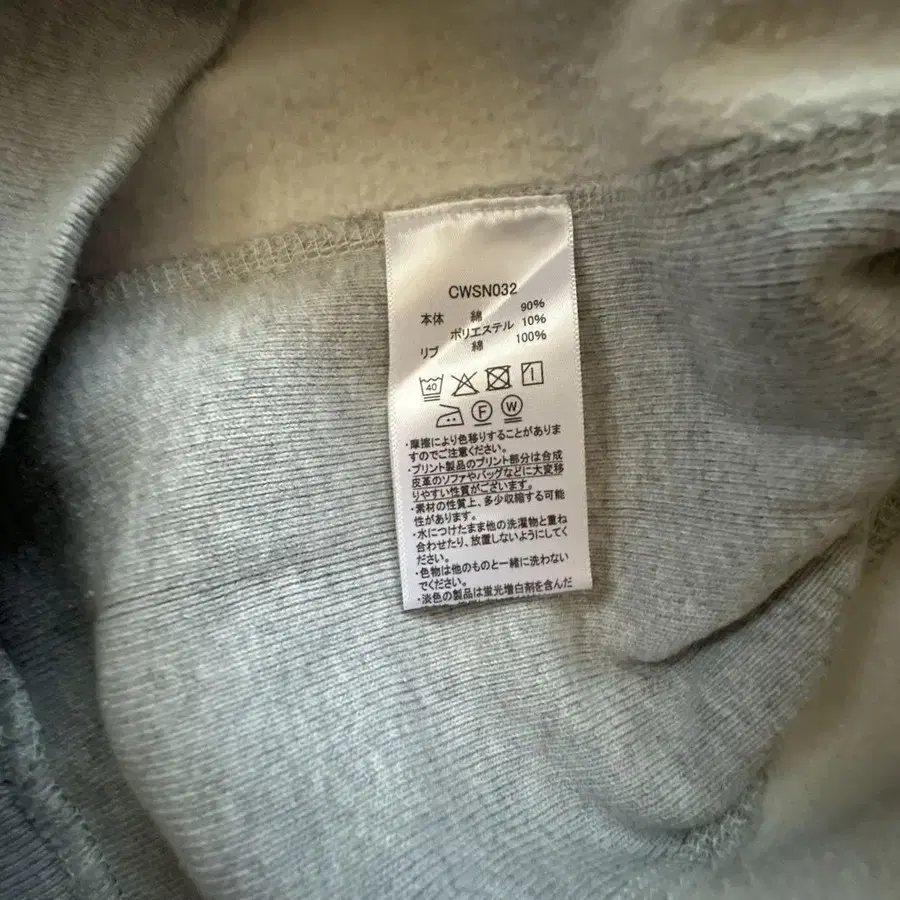 CWSN032
本体 綿 90%
ポリエステル 10%
リブ 綿 100%
40
F W
・摩擦により色移りすることがありま
すのでご注意ください。
・プリント製品のプリント部分は合成
皮革のソファやバッグなどに大変移
りやすい性質がございます。
・素材の性質上、多少収縮する可能
性があります。
・水につけたまま他の洗濯物と重ね
合わせたり、放置しないようにしてく
ださい。
・色物は他のものと一緒に洗わない
でください。
・淡色の製品は蛍光増白剤を含んだ